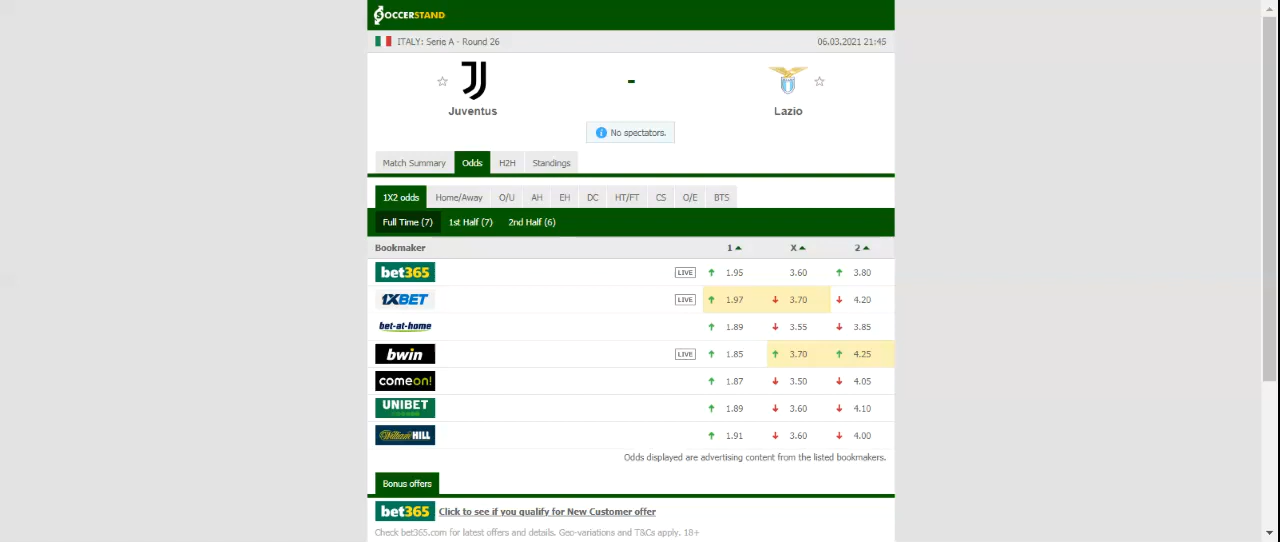 SOCCERSTAND
ITALY: Serie A - Round 26 06.03.2021 21:45
-
Juventus Lazio
No spectators.
Match Summary Odds H2H Standings
1X2 odds Home/Away O/U AH EH DC HT/FT CS O/E BTS
Full Time (7) 1st Half (7) 2nd Half (6)
Bookmaker 1 X 2
bet365 LIVE 1.95 3.60 3.80
1XBET LIVE 1.97 3.70 4.20
bet-at-home 1.89 3.55 3.85
bwin LIVE 1.85 3.70 4.25
comeon! 1.87 3.50 4.05
UNIBET 1.89 3.60 4.10
William HILL 1.91 3.60 4.00
Odds displayed are advertising content from the listed bookmakers.
Bonus offers
bet365 Click to see if you qualify for New Customer offer
Check bet365.com for latest offers and details. Geo-variations and T&Cs apply. 18+